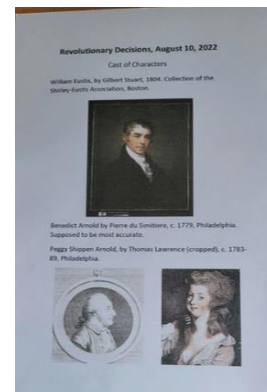 Revolutionary Decisions, August 10, 2022
Cast of Characters
William Eustis, by Gilbert Stuart, 1804. Collection of the
Shirley-Eustis Association, Boston.
Benedict Arnold by Pierre du Simitiere, c. 1779, Philadelphia.
Supposed to be most accurate.
Peggy Shippen Arnold, by Thomas Lawrence (cropped), c. 1783-
89, Philadelphia.